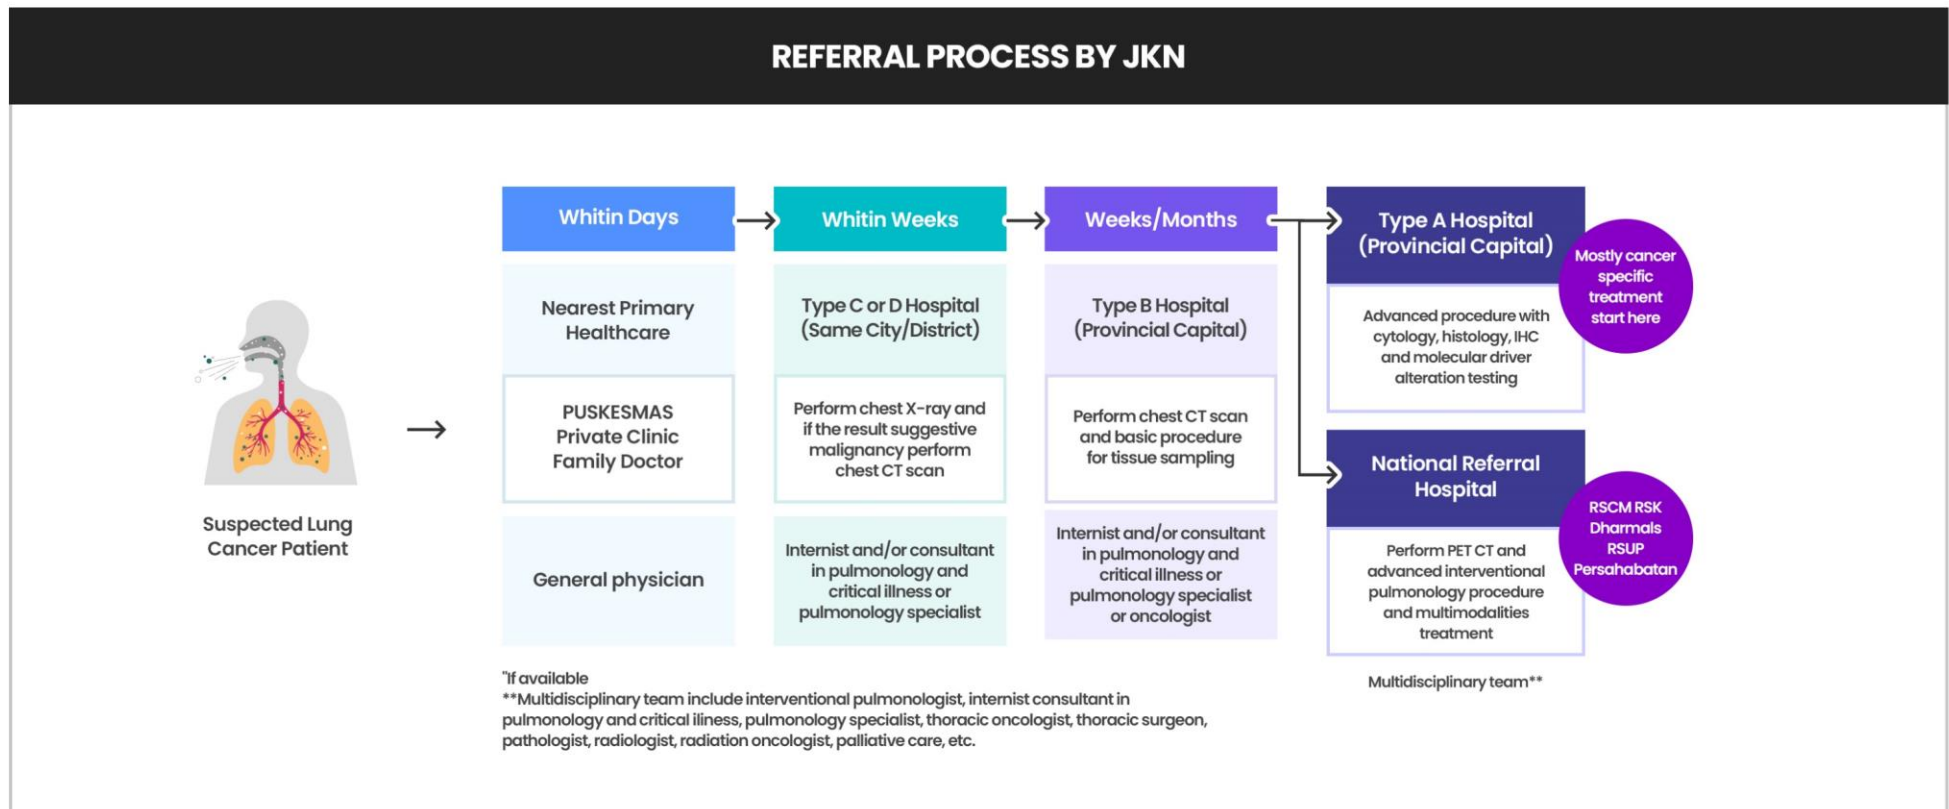 REFERRAL PROCESS BY JKN
Suspected Lung
Cancer Patient
Whitin Days
Nearest Primary
Healthcare
PUSKESMAS
Private Clinic
Family Doctor
General physician
Whitin Weeks
Type C or D Hospital
(Same City/District)
Perform chest X-ray and
if the result suggestive
malignancy perform
chest CT scan
Internist and/or consultant
in pulmonology and
critical illness or
pulmonology specialist
Weeks/Months
Type B Hospital
(Provincial Capital)
Perform chest CT scan
and basic procedure
for tissue sampling
Internist and/or consultant
in pulmonology and
critical illness or
pulmonology specialist
or oncologist
Type A Hospital
(Provincial Capital)
Mostly cancer
specific
treatment
start here
Advanced procedure with
cytology, histology, IHC
and molecular driver
alteration testing
National Referral
Hospital
RSCM RSK
Dharmals
RSUP
Persahabatan
Perform PET CT and
advanced interventional
pulmonology procedure
and multimodalities
treatment
Multidisciplinary team**
"If available
**Multidisciplinary team include interventional pulmonologist, internist consultant in
pulmonology and critical iliness, pulmonology specialist, thoracic oncologist, thoracic surgeon,
pathologist, radiologist, radiation oncologist, palliative care, etc.